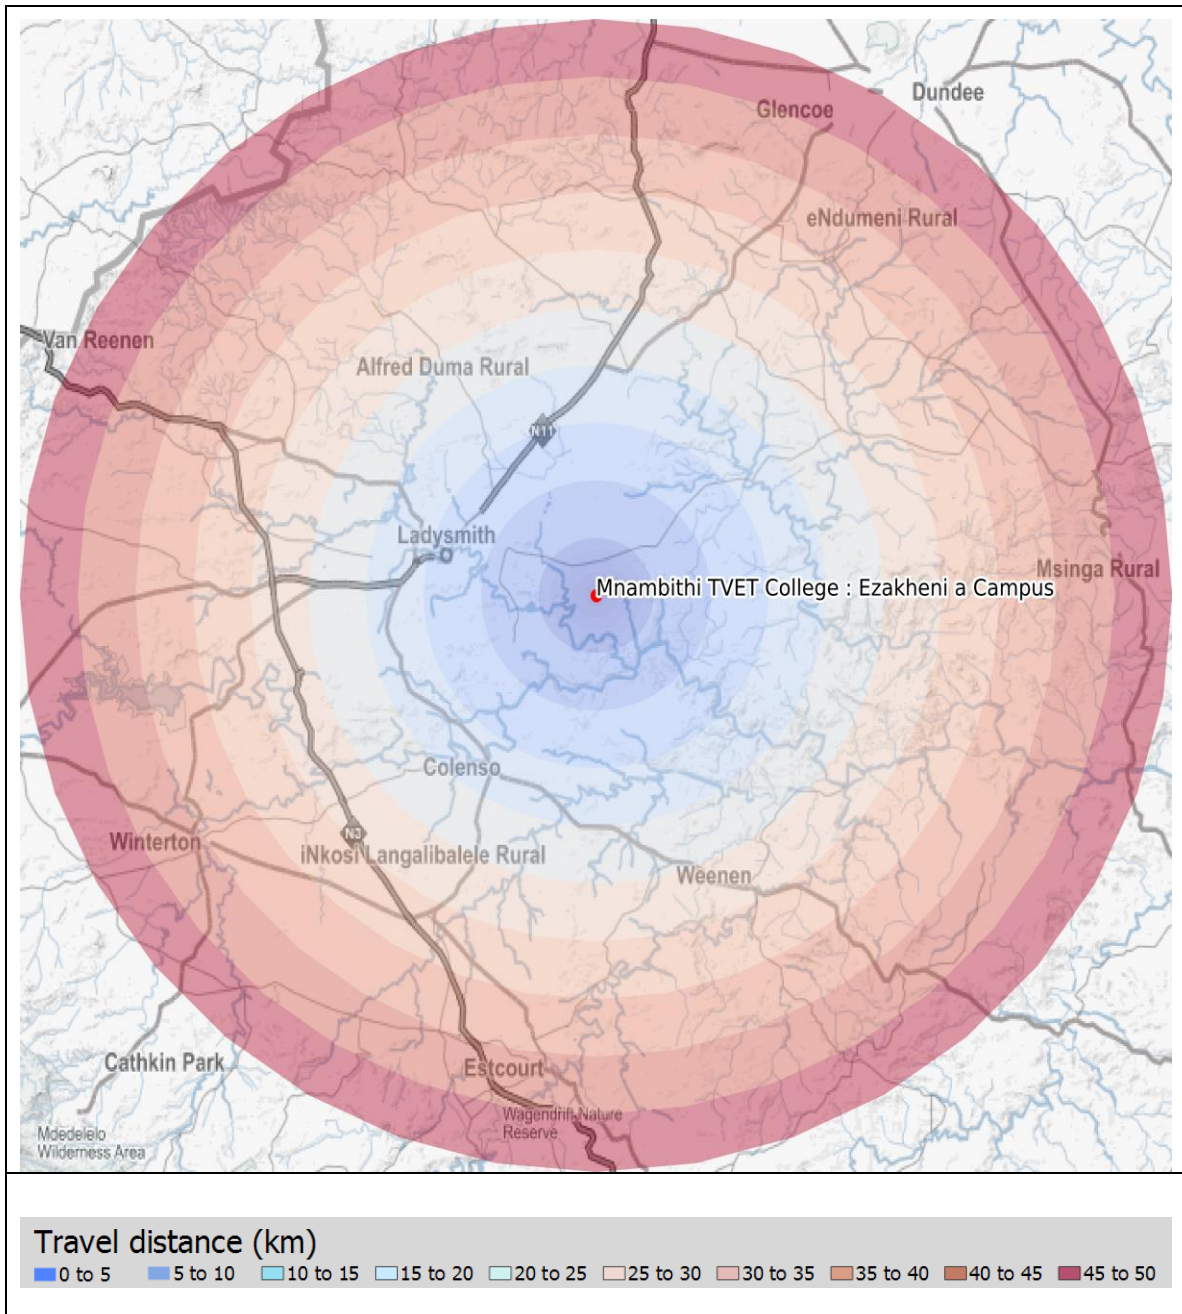 Dundee
Glencoe
eNdumeni Rural
Van Reenen
Alfred Duma Rural
N11
Ladysmith
Msinga Rural
Mnambithi TVET College : Ezakheni a Campus
Colenso
N3
Winterton
iNkosi Langalibalele Rural
Weenen
Cathkin Park
Estcourt
Wagendrift Nature
Reserve
Mdedelelo
Wilderness Area
Travel distance (km)
0 to 5 5 to 10 10 to 15 15 to 20 20 to 25 25 to 30 30 to 35 35 to 40 40 to 45 45 to 50